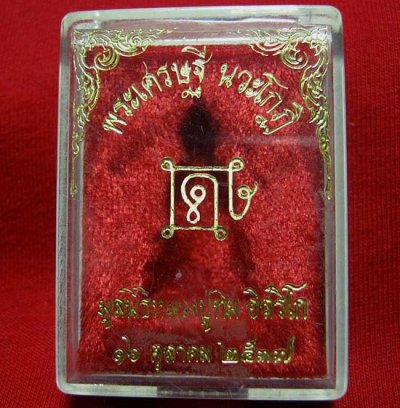 พระเศรษฐี นวะโกฏิ
มูลนิธิหลวงปู่ทิม อิสริโก
๑๖ ตุลาคม ๒๕๓๗